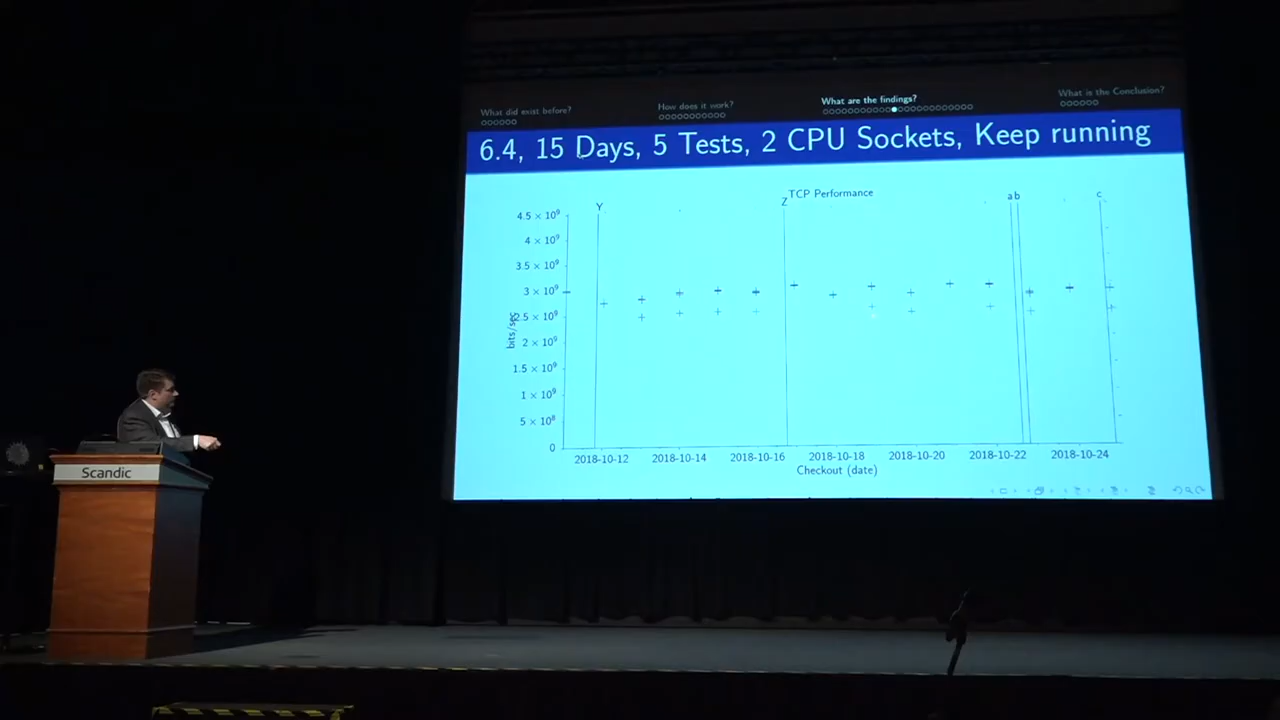 What did exist before?
How does it work?
What are the findings?
What is the Conclusion?
6.4, 15 Days, 5 Tests, 2 CPU Sockets, Keep running
TCP Performance
Y
Z
a b
c
4.5 × 10⁹
4 × 10⁹
3.5 × 10⁹
3 × 10⁹
2.5 × 10⁹
2 × 10⁹
1.5 × 10⁹
1 × 10⁹
5 × 10⁸
0
bits/sec
2018-10-12 2018-10-14 2018-10-16 2018-10-18 2018-10-20 2018-10-22 2018-10-24
Checkout (date)
Scandic